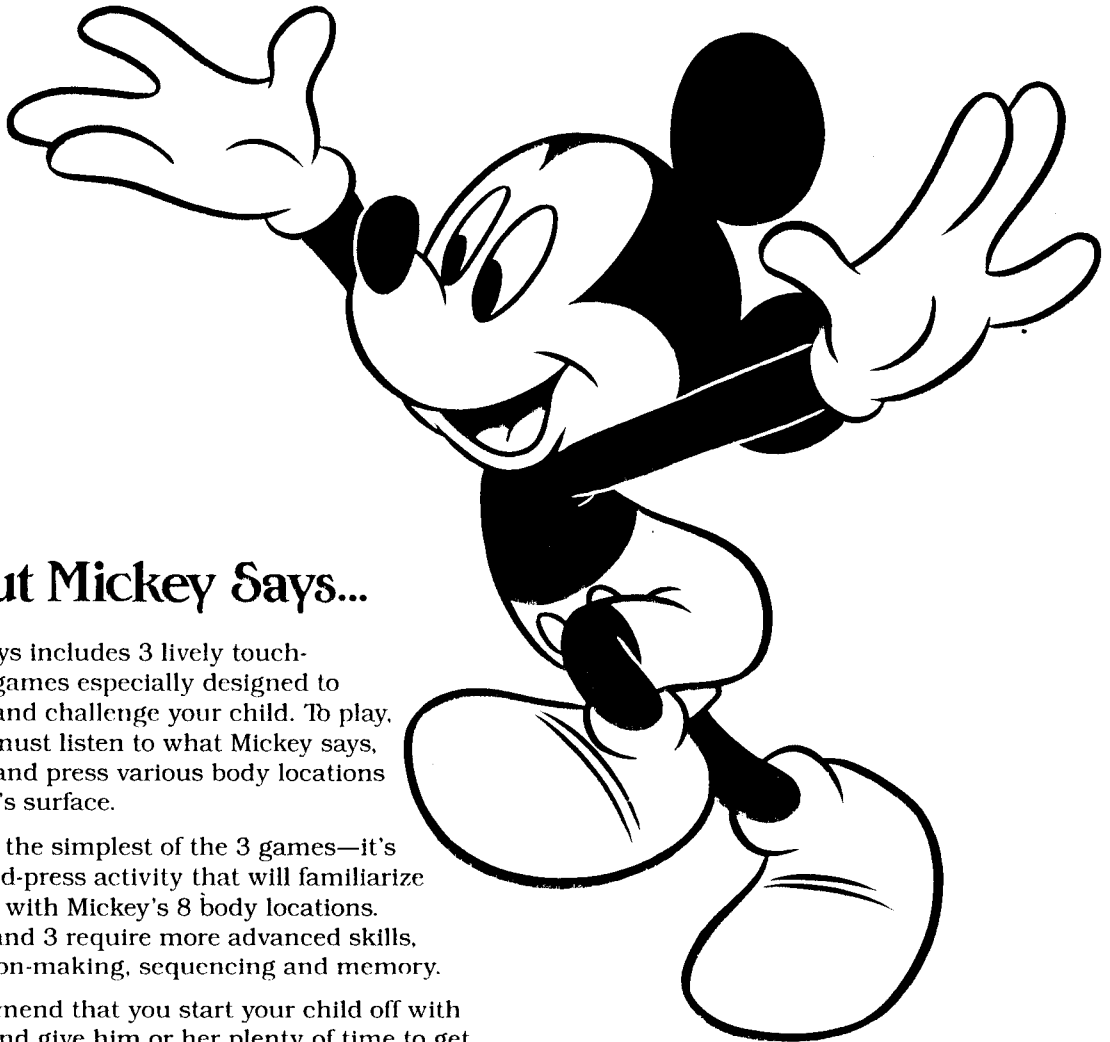 ut Mickey Says...
ys includes 3 lively touch-
games especially designed to
and challenge your child. To play,
nust listen to what Mickey says,
and press various body locations
's surface.
the simplest of the 3 games—it's
d-press activity that will familiarize
with Mickey's 8 body locations.
and 3 require more advanced skills,
on-making, sequencing and memory.
mend that you start your child off with
nd give him or her plenty of time to get